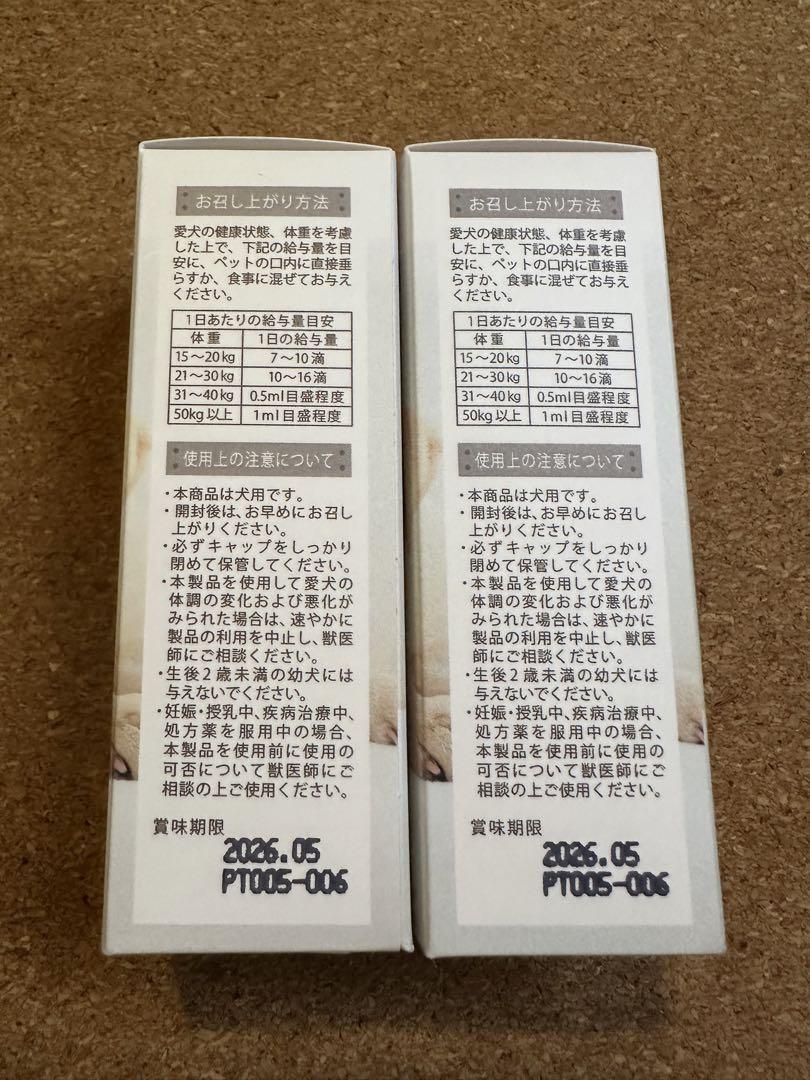 お召し上がり方法
愛犬の健康状態、体重を考慮
した上で、下記の給与量を目
安に、ペットの口内に直接垂
らすか、食事に混ぜてお与え
ください。
1日あたりの給与量目安
体重 1日の給与量
15〜20kg 7〜10滴
21〜30kg 10〜16滴
31〜40kg 0.5ml目盛程度
50kg以上 1ml目盛程度
使用上の注意について
・本商品は犬用です。
・開封後は、お早めにお召し
上がりください。
・必ずキャップをしっかり
閉めて保管してください。
・本製品を使用して愛犬の
体調の変化および悪化が
みられた場合は、速やかに
製品の利用を中止し、獣医
師にご相談ください。
・生後2歳未満の幼犬には
与えないでください。
・妊娠・授乳中、疾病治療中、
処方薬を服用中の場合、
本製品を使用前に使用の
可否について獣医師にご
相談の上ご使用ください。
賞味期限
2026.05
PT005-006
お召し上がり方法
愛犬の健康状態、体重を考慮
した上で、下記の給与量を目
安に、ペットの口内に直接垂
らすか、食事に混ぜてお与え
ください。
1日あたりの給与量目安
体重 1日の給与量
15〜20kg 7〜10滴
21〜30kg 10〜16滴
31〜40kg 0.5ml目盛程度
50kg以上 1ml目盛程度
使用上の注意について
・本商品は犬用です。
・開封後は、お早めにお召し
上がりください。
・必ずキャップをしっかり
閉めて保管してください。
・本製品を使用して愛犬の
体調の変化および悪化が
みられた場合は、速やかに
製品の利用を中止し、獣医
師にご相談ください。
・生後2歳未満の幼犬には
与えないでください。
・妊娠・授乳中、疾病治療中、
処方薬を服用中の場合、
本製品を使用前に使用の
可否について獣医師にご
相談の上ご使用ください。
賞味期限
2026.05
PT005-006